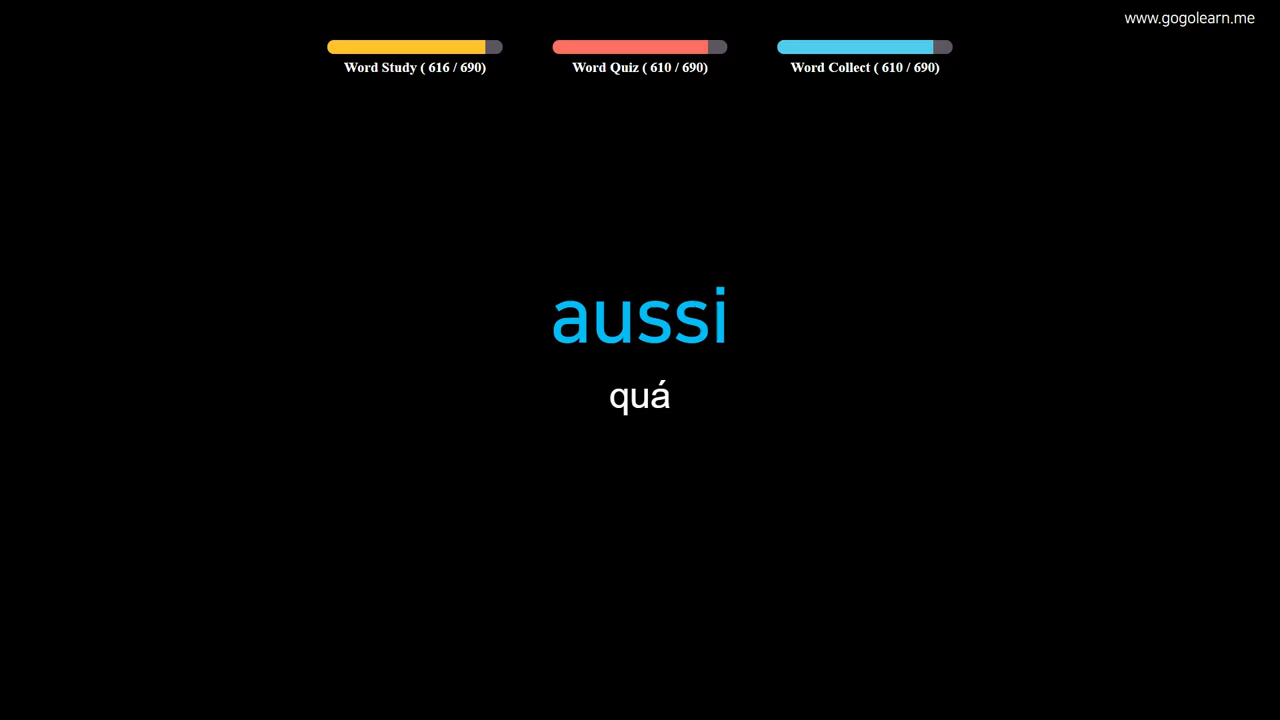 www.gogolearn.me
Word Study ( 616 / 690)
Word Quiz ( 610 / 690)
Word Collect ( 610 / 690)
aussi
quá